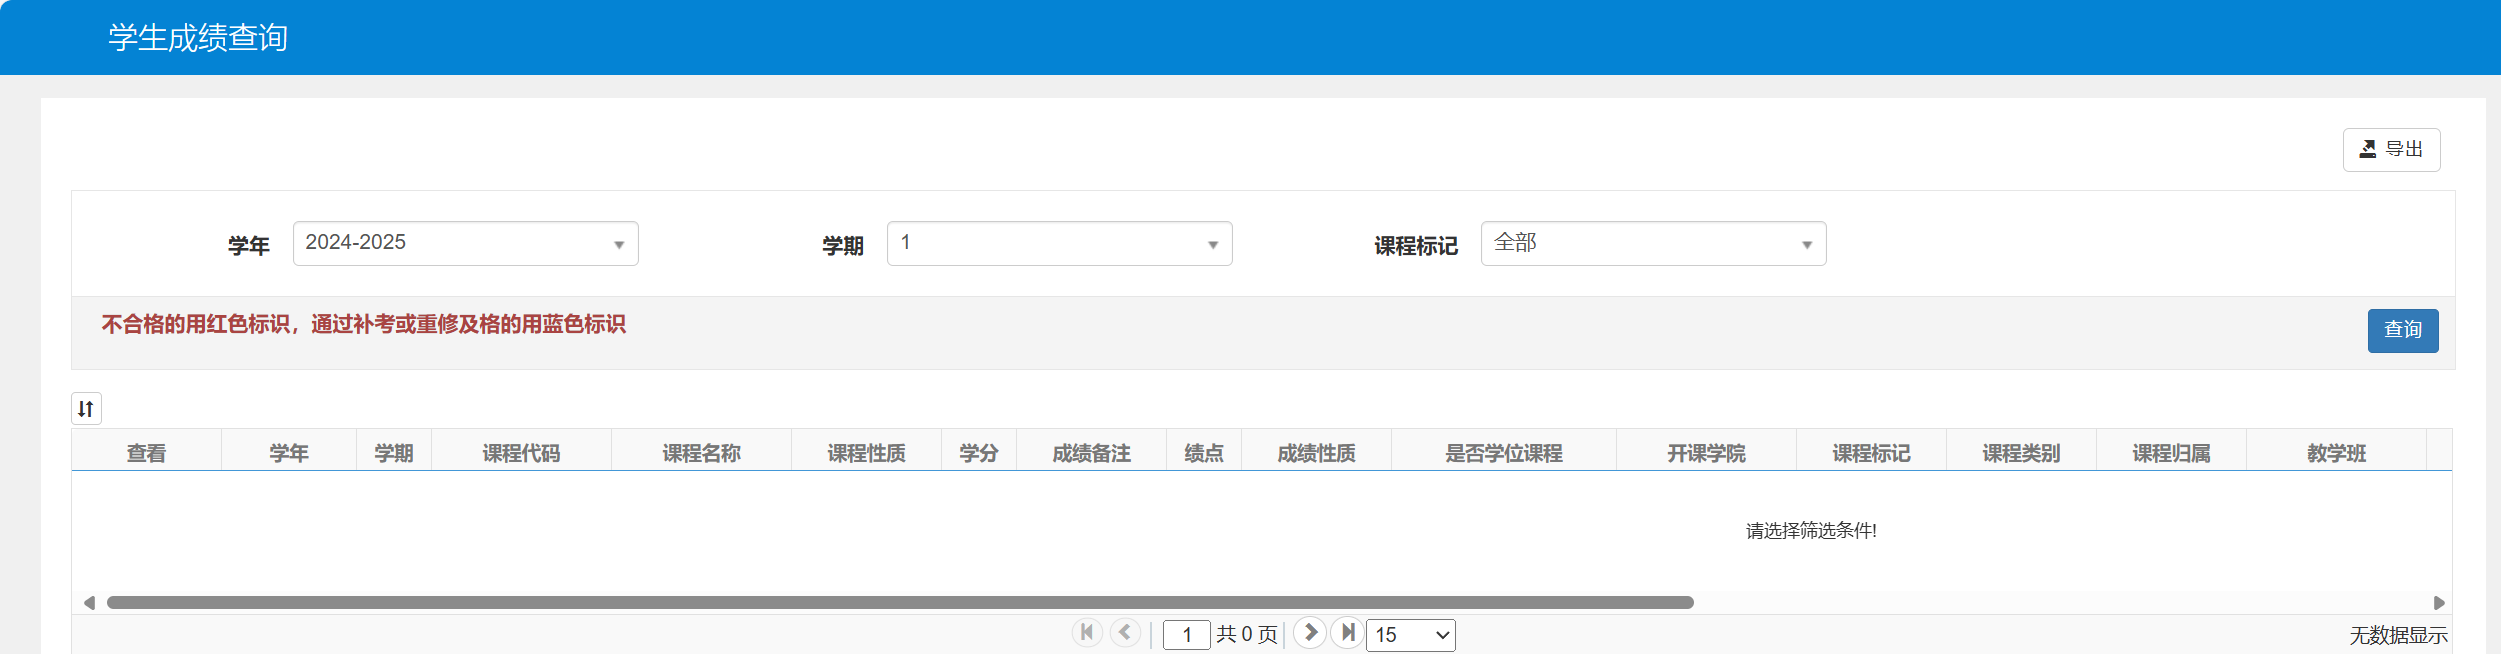 学生成绩查询
导出
学年 2024-2025 学期 1 课程标记 全部
不合格的用红色标识，通过补考或重修及格的用蓝色标识
查询
查看 学年 学期 课程代码 课程名称 课程性质 学分 成绩备注 绩点 成绩性质 是否学位课程 开课学院 课程标记 课程类别 课程归属 教学班
请选择筛选条件!
1 共 0 页 15 无数据显示